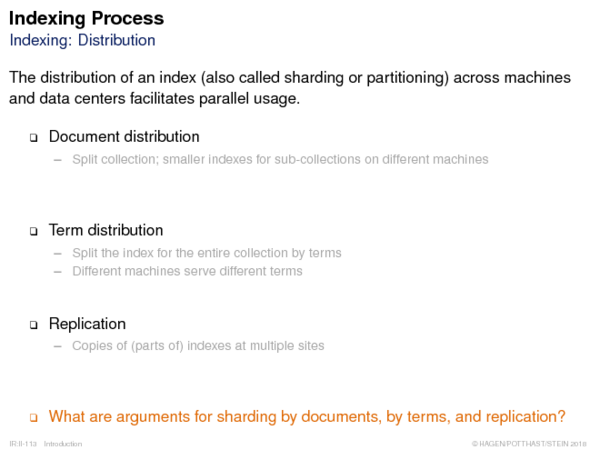 Indexing Process
Indexing: Distribution
The distribution of an index (also called sharding or partitioning) across machines
and data centers facilitates parallel usage.
❑ Document distribution
– Split collection; smaller indexes for sub-collections on different machines
❑ Term distribution
– Split the index for the entire collection by terms
– Different machines serve different terms
❑ Replication
– Copies of (parts of) indexes at multiple sites
❑ What are arguments for sharding by documents, by terms, and replication?
IR:II-113 Introduction © HAGEN/POTTHAST/STEIN 2018